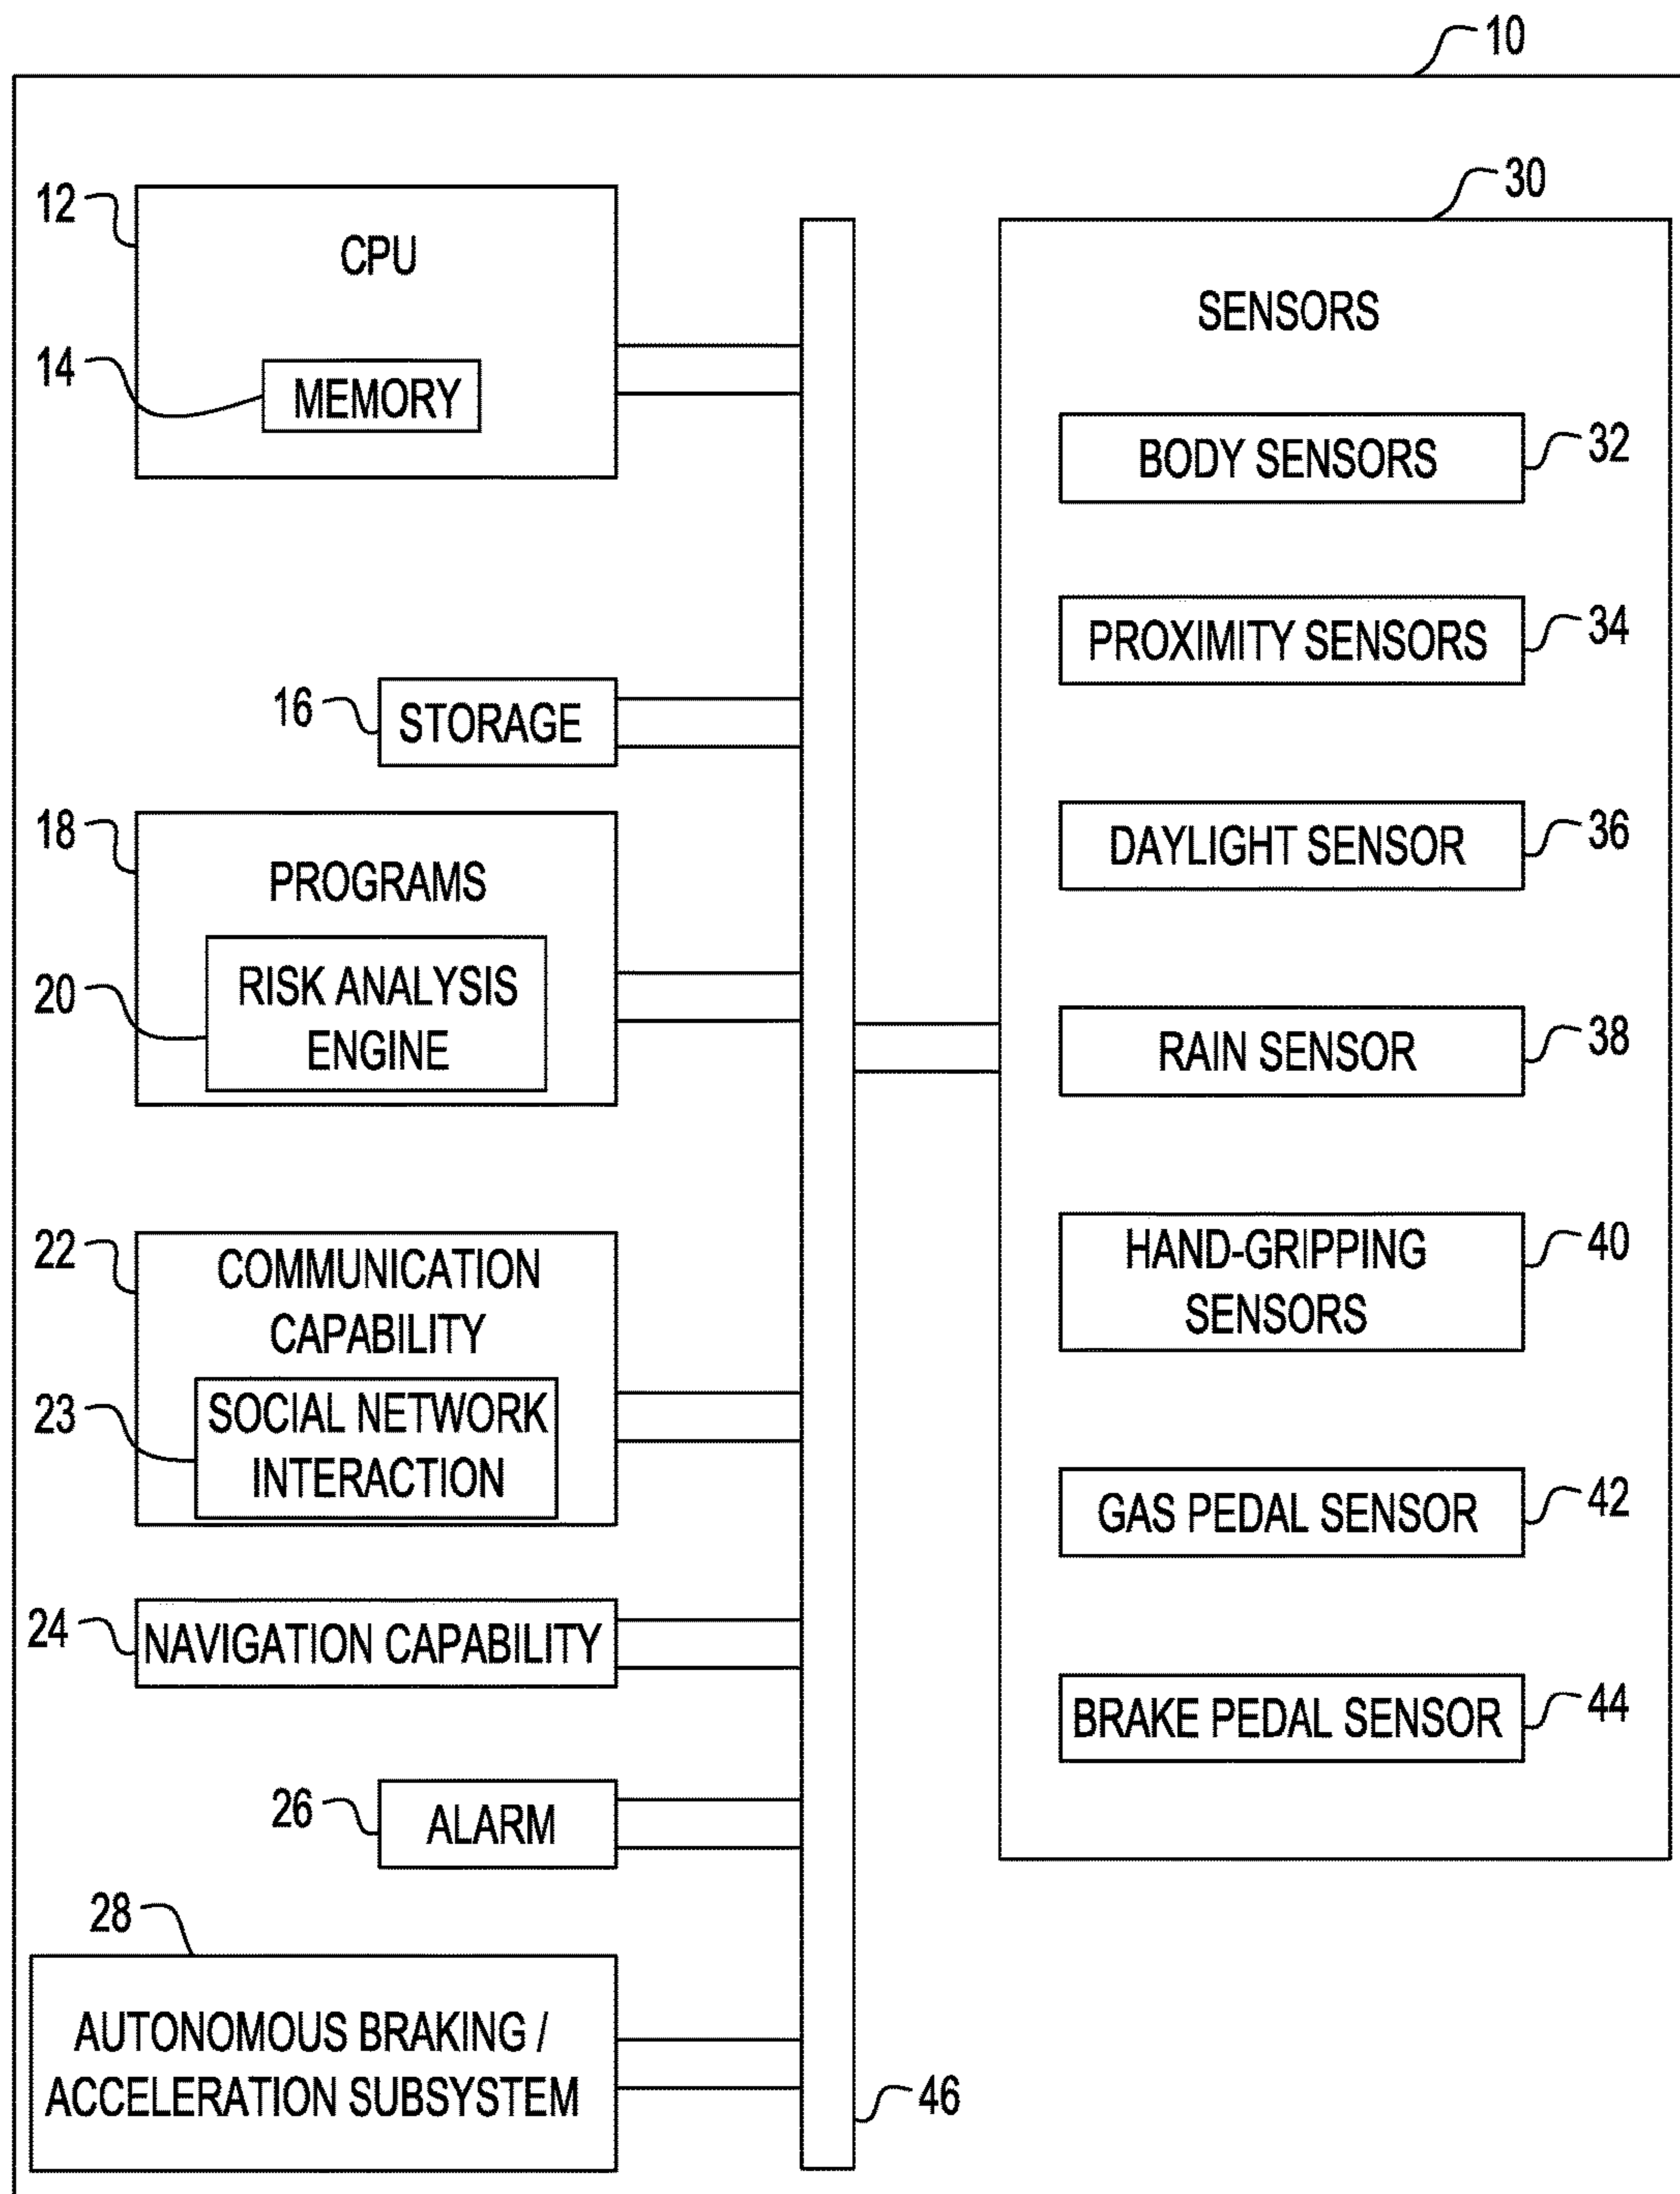 10
12
CPU
14
MEMORY
16
STORAGE
18
PROGRAMS
20
RISK ANALYSIS
ENGINE
22
COMMUNICATION
CAPABILITY
23
SOCIAL NETWORK
INTERACTION
24
NAVIGATION CAPABILITY
26
ALARM
28
AUTONOMOUS BRAKING /
ACCELERATION SUBSYSTEM
46
30
SENSORS
BODY SENSORS
32
PROXIMITY SENSORS
34
DAYLIGHT SENSOR
36
RAIN SENSOR
38
HAND-GRIPPING
SENSORS
40
GAS PEDAL SENSOR
42
BRAKE PEDAL SENSOR
44